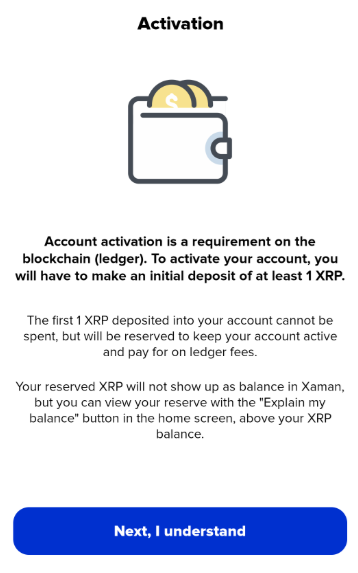 Activation
$
Account activation is a requirement on the
blockchain (ledger). To activate your account, you
will have to make an initial deposit of at least 1 XRP.
The first 1 XRP deposited into your account cannot be
spent, but will be reserved to keep your account active
and pay for on ledger fees.
Your reserved XRP will not show up as balance in Xaman,
but you can view your reserve with the "Explain my
balance" button in the home screen, above your XRP
balance.
Next, I understand